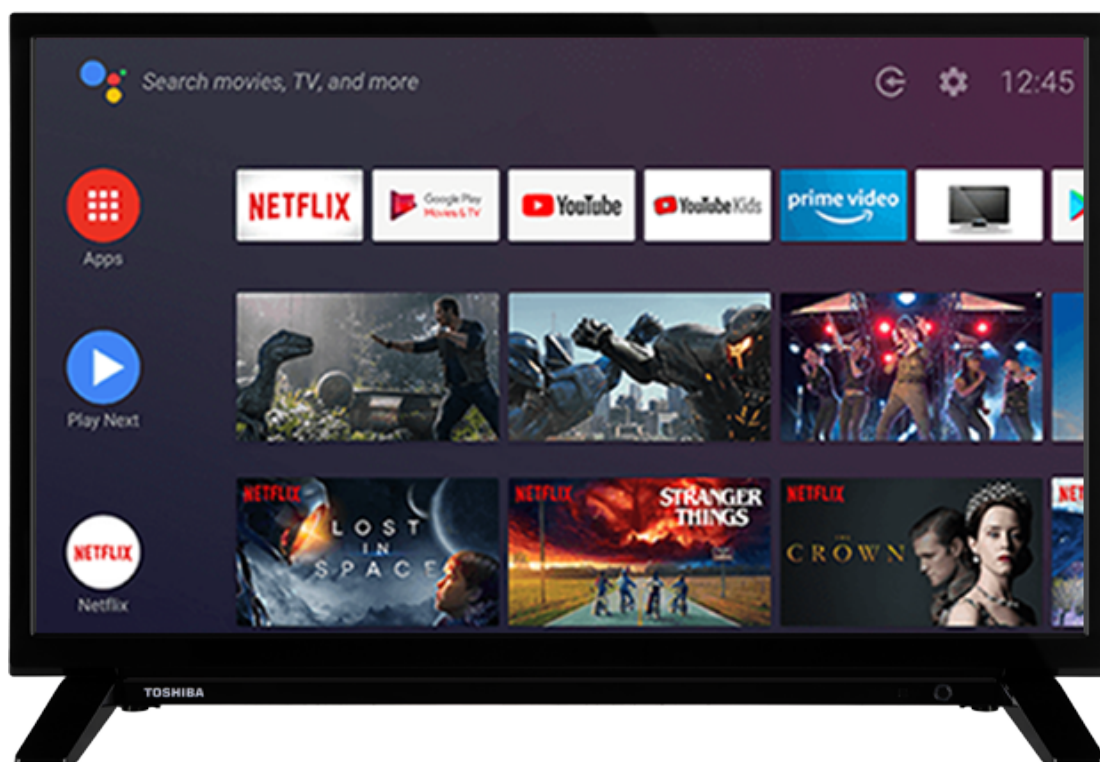 Search movies, TV, and more
12:45
NETFLIX
Google Play
Movies & TV
YouTube
YouTube Kids
prime video
Apps
Play Next
NETFLIX
LOST
IN
SPACE
NETFLIX
STRANGER
THINGS
NETFLIX
THE
CROWN
NET
NETFLIX
Netflix
TOSHIBA